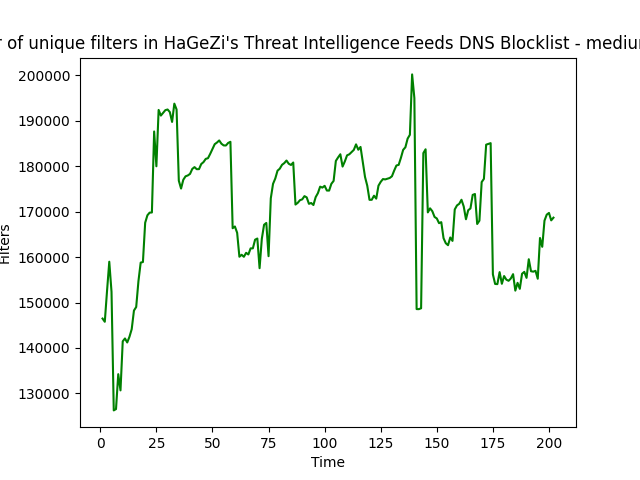 r of unique filters in HaGeZi's Threat Intelligence Feeds DNS Blocklist - mediu
Filters
200000
190000
180000
170000
160000
150000
140000
130000
0 25 50 75 100 125 150 175 200
Time